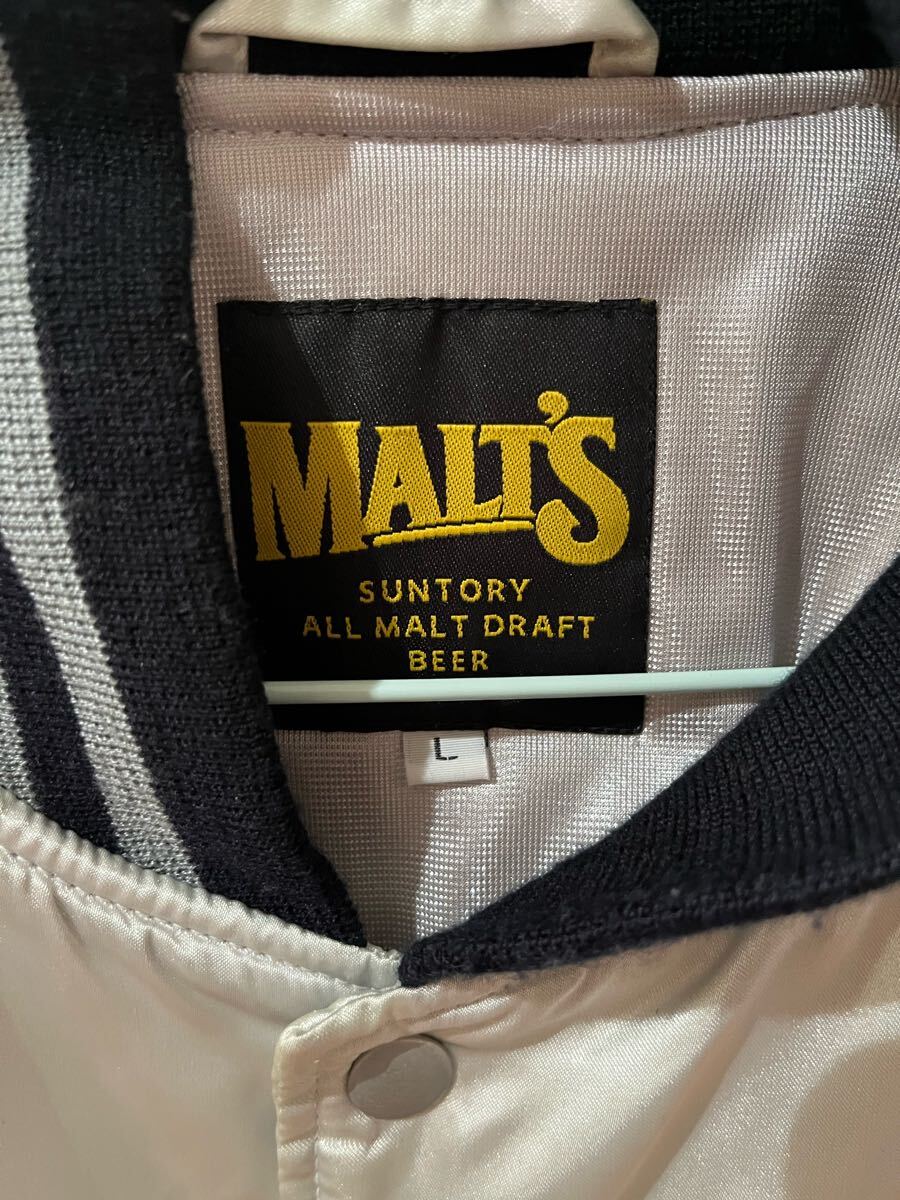 MALT'S
SUNTORY
ALL MALT DRAFT
BEER
L